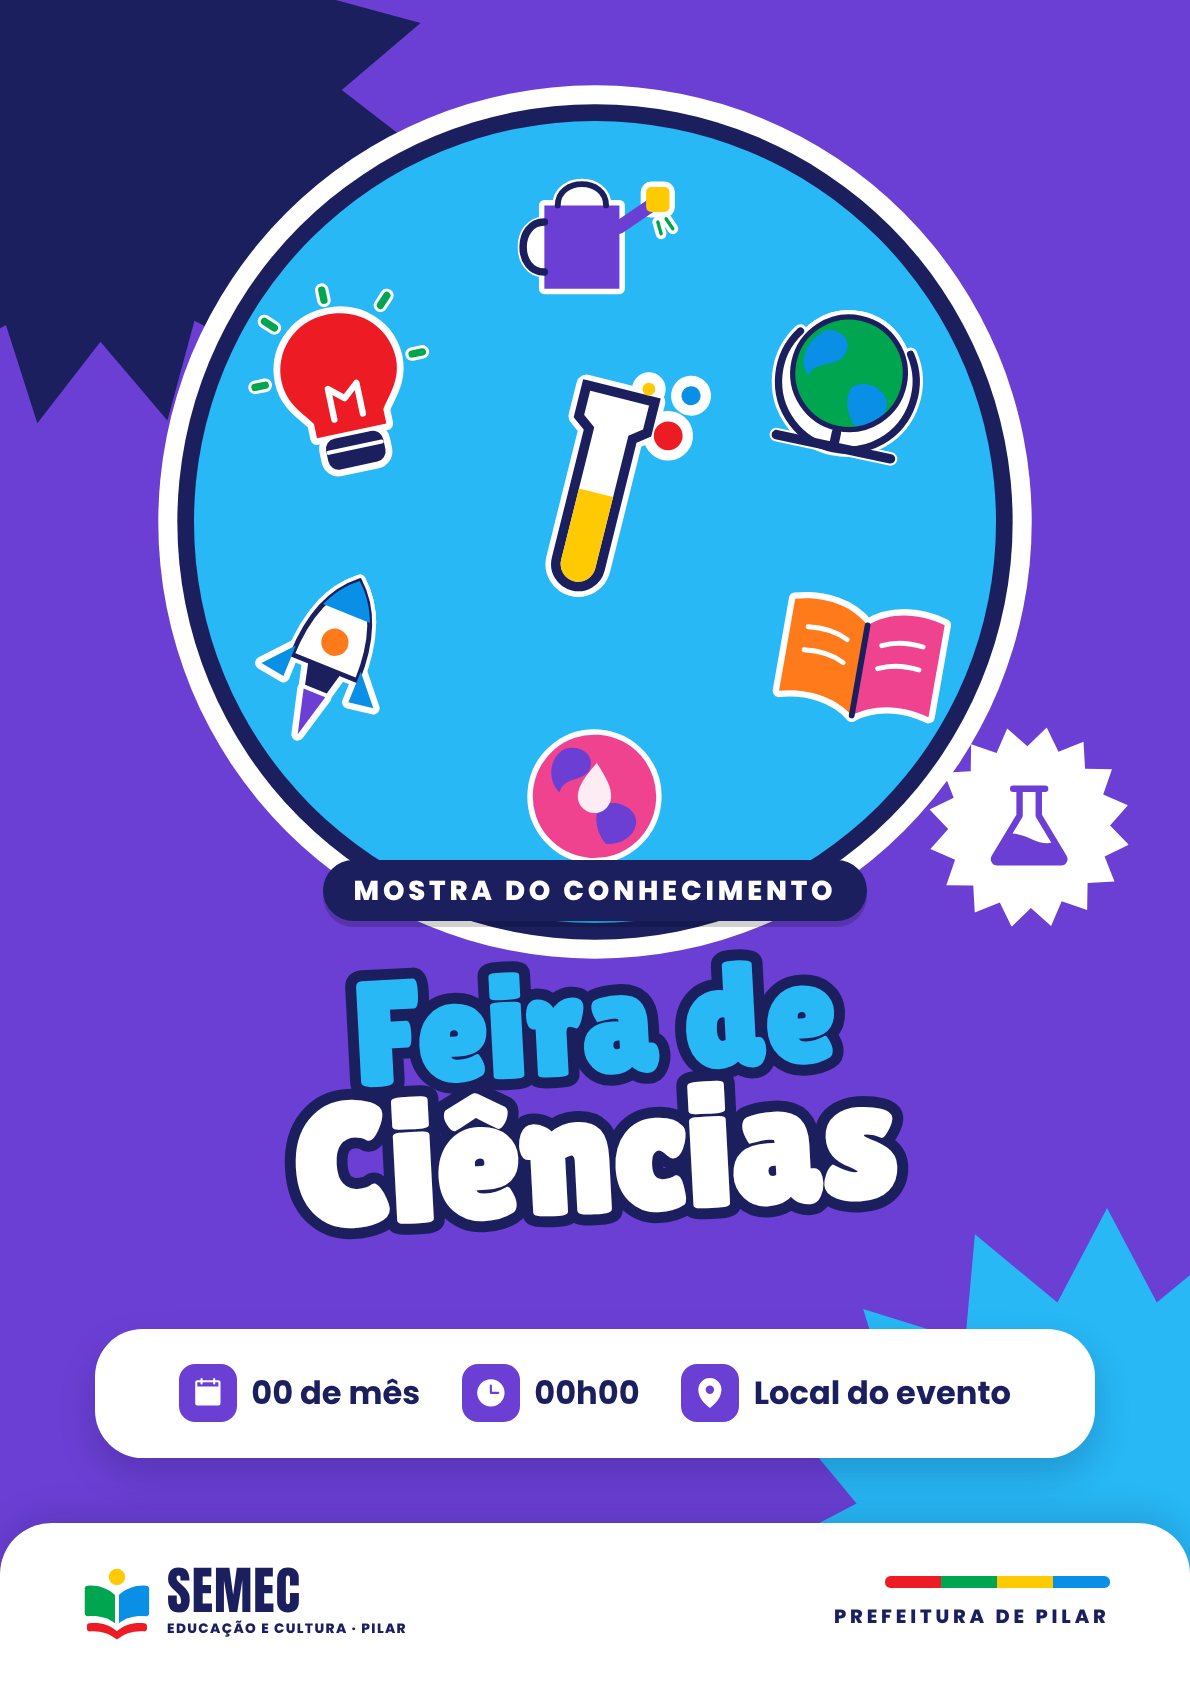 MOSTRA DO CONHECIMENTO
Feira de
Ciências
00 de mês
00h00
Local do evento
SEMEC
EDUCAÇÃO E CULTURA · PILAR
PREFEITURA DE PILAR